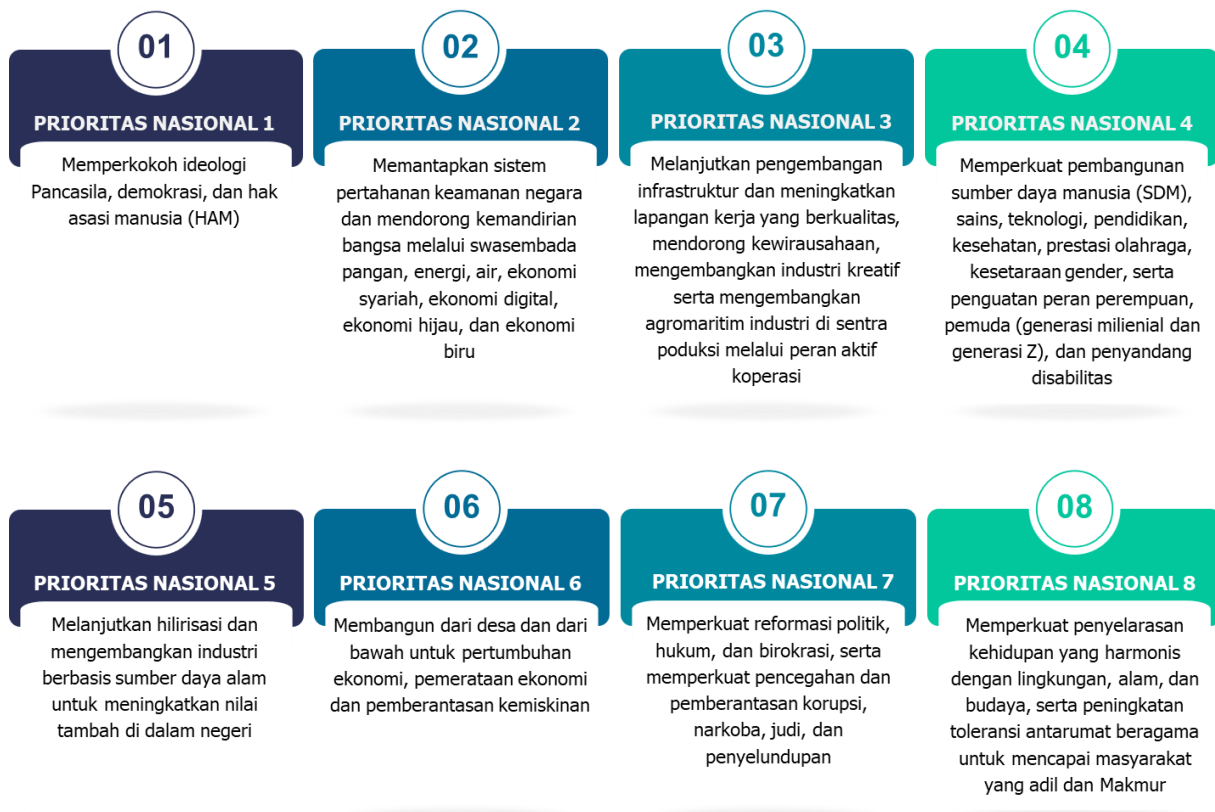 01
PRIORITAS NASIONAL 1
Memperkokoh ideologi
Pancasila, demokrasi, dan hak
asasi manusia (HAM)
02
PRIORITAS NASIONAL 2
Memantapkan sistem
pertahanan keamanan negara
dan mendorong kemandirian
bangsa melalui swasembada
pangan, energi, air, ekonomi
syariah, ekonomi digital,
ekonomi hijau, dan ekonomi
biru
03
PRIORITAS NASIONAL 3
Melanjutkan pengembangan
infrastruktur dan meningkatkan
lapangan kerja yang berkualitas,
mendorong kewirausahaan,
mengembangkan industri kreatif
serta mengembangkan
agromaritim industri di sentra
poduksi melalui peran aktif
koperasi
04
PRIORITAS NASIONAL 4
Memperkuat pembangunan
sumber daya manusia (SDM),
sains, teknologi, pendidikan,
kesehatan, prestasi olahraga,
kesetaraan gender, serta
penguatan peran perempuan,
pemuda (generasi milienial dan
generasi Z), dan penyandang
disabilitas
05
PRIORITAS NASIONAL 5
Melanjutkan hilirisasi dan
mengembangkan industri
berbasis sumber daya alam
untuk meningkatkan nilai
tambah di dalam negeri
06
PRIORITAS NASIONAL 6
Membangun dari desa dan dari
bawah untuk pertumbuhan
ekonomi, pemerataan ekonomi
dan pemberantasan kemiskinan
07
PRIORITAS NASIONAL 7
Memperkuat reformasi politik,
hukum, dan birokrasi, serta
memperkuat pencegahan dan
pemberantasan korupsi,
narkoba, judi, dan
penyelundupan
08
PRIORITAS NASIONAL 8
Memperkuat penyelarasan
kehidupan yang harmonis
dengan lingkungan, alam, dan
budaya, serta peningkatan
toleransi antarumat beragama
untuk mencapai masyarakat
yang adil dan Makmur